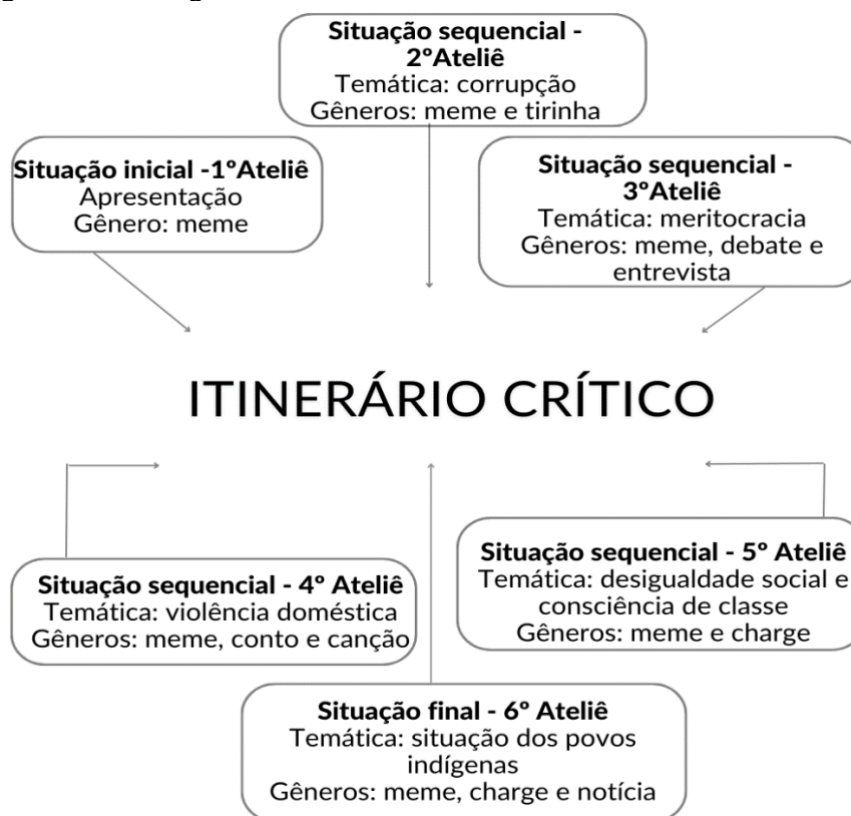 Situação sequencial -
2ºAteliê
Temática: corrupção
Gêneros: meme e tirinha
Situação inicial -1ºAteliê
Apresentação
Gênero: meme
Situação sequencial -
3ºAteliê
Temática: meritocracia
Gêneros: meme, debate e
entrevista
ITINERÁRIO CRÍTICO
Situação sequencial - 4º Ateliê
Temática: violência doméstica
Gêneros: meme, conto e canção
Situação sequencial - 5º Ateliê
Temática: desigualdade social e
consciência de classe
Gêneros: meme e charge
Situação final - 6º Ateliê
Temática: situação dos povos
indígenas
Gêneros: meme, charge e notícia